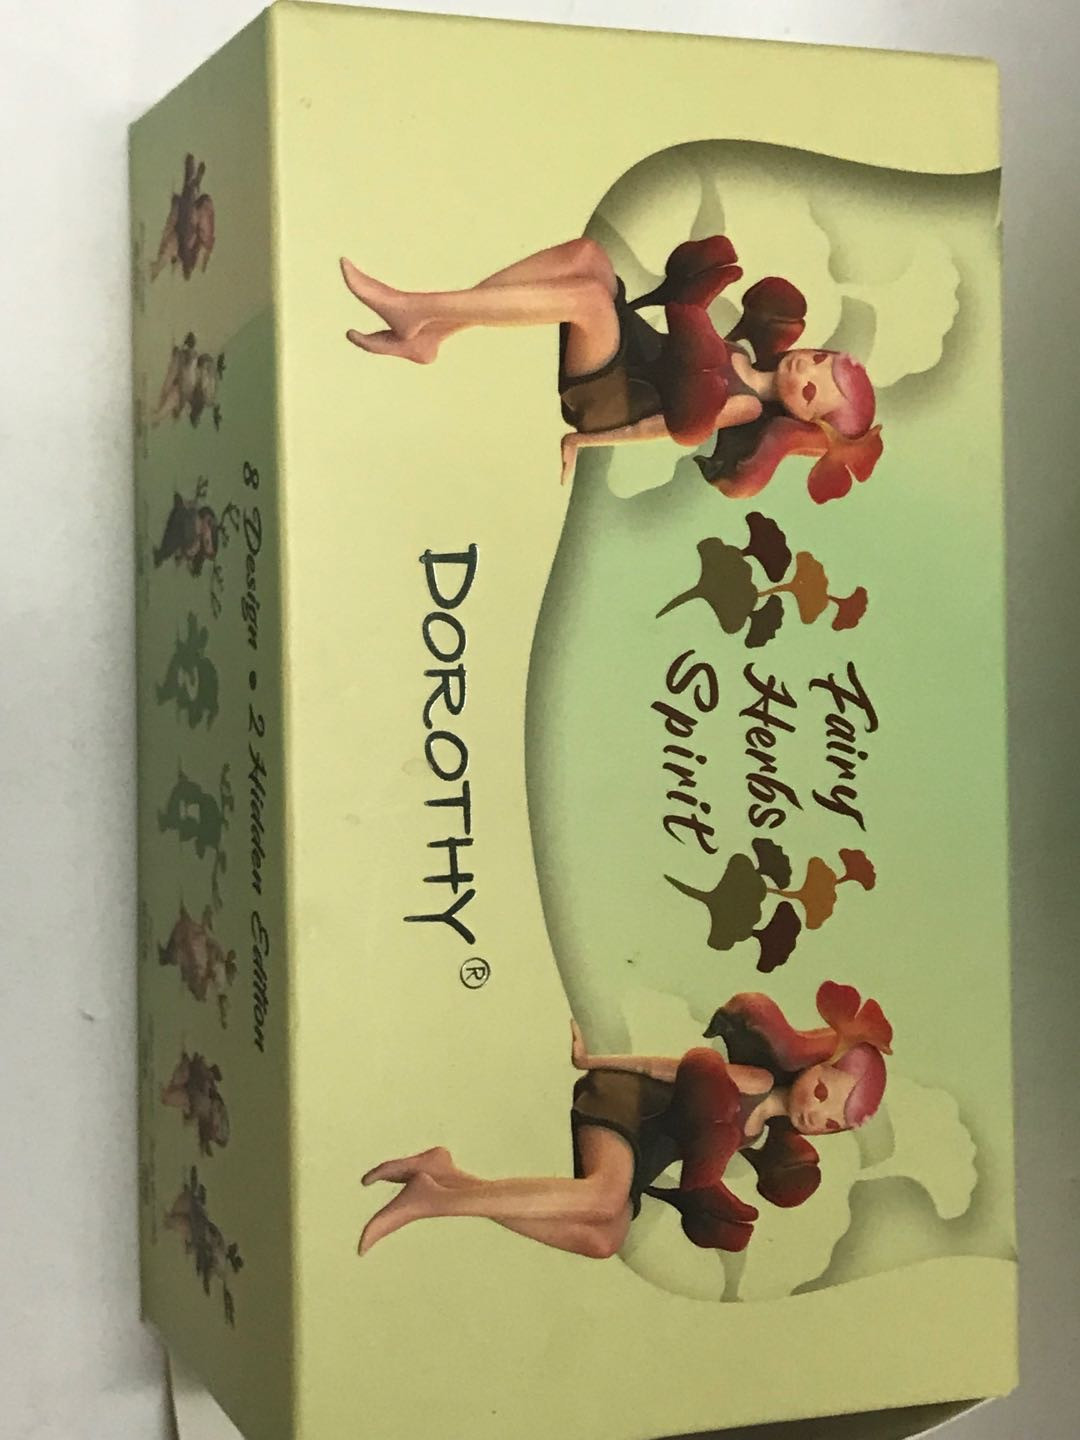 Fairy
Herbs
Spirit
DOROTHY®
8 Design • 2 Hidden Edition